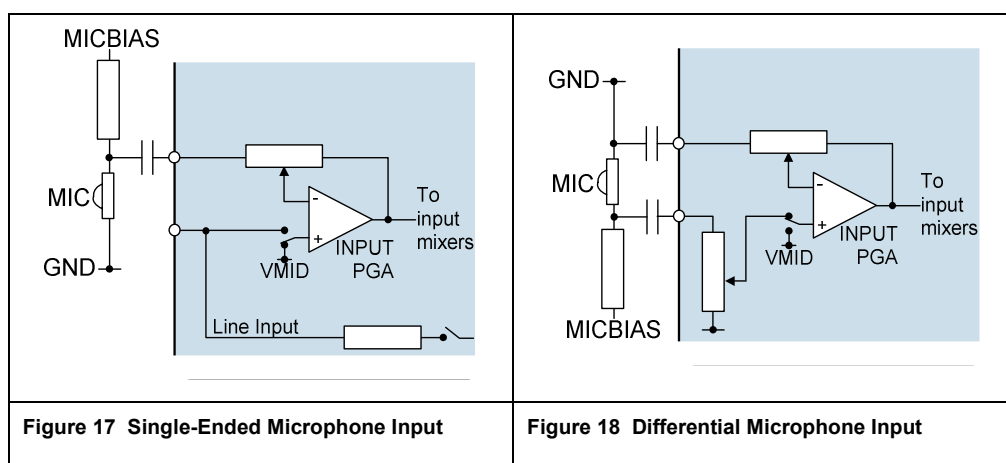 MICBIAS
MIC
GND
-
+
INPUT
PGA
VMID
To
input
mixers
Line Input
Figure 17 Single-Ended Microphone Input
GND
MIC
MICBIAS
-
+
INPUT
PGA
VMID
To
input
mixers
Figure 18 Differential Microphone Input